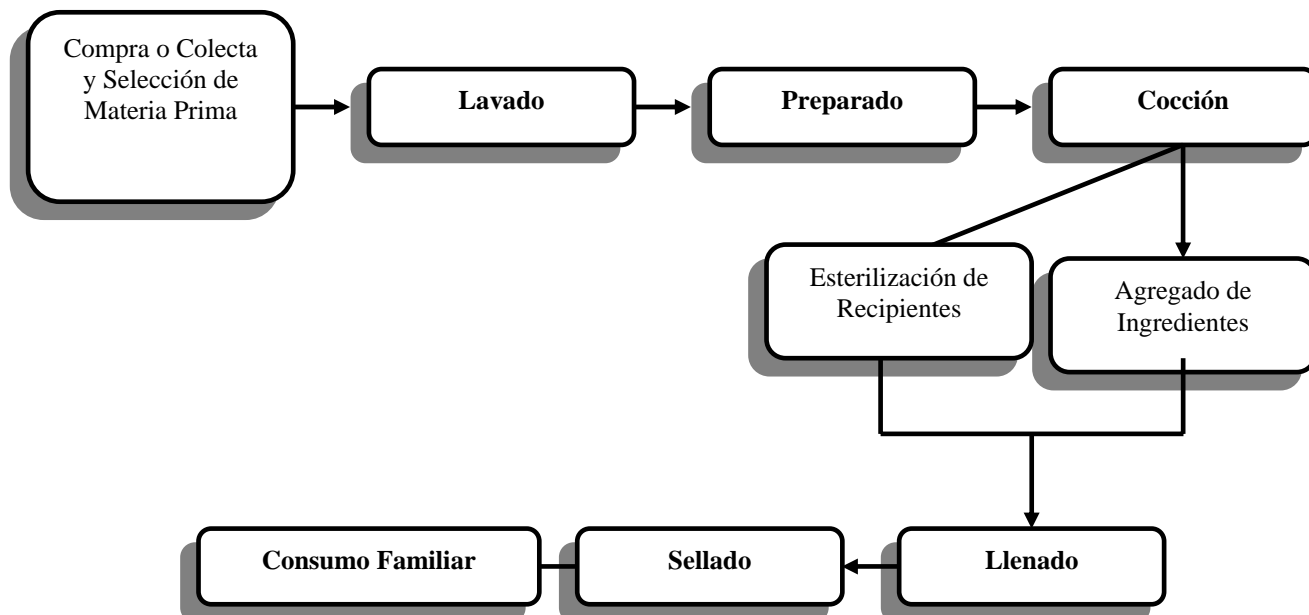 Compra o Colecta
y Selección de
Materia Prima
Lavado
Preparado
Cocción
Esterilización de
Recipientes
Agregado de
Ingredientes
Llenado
Sellado
Consumo Familiar